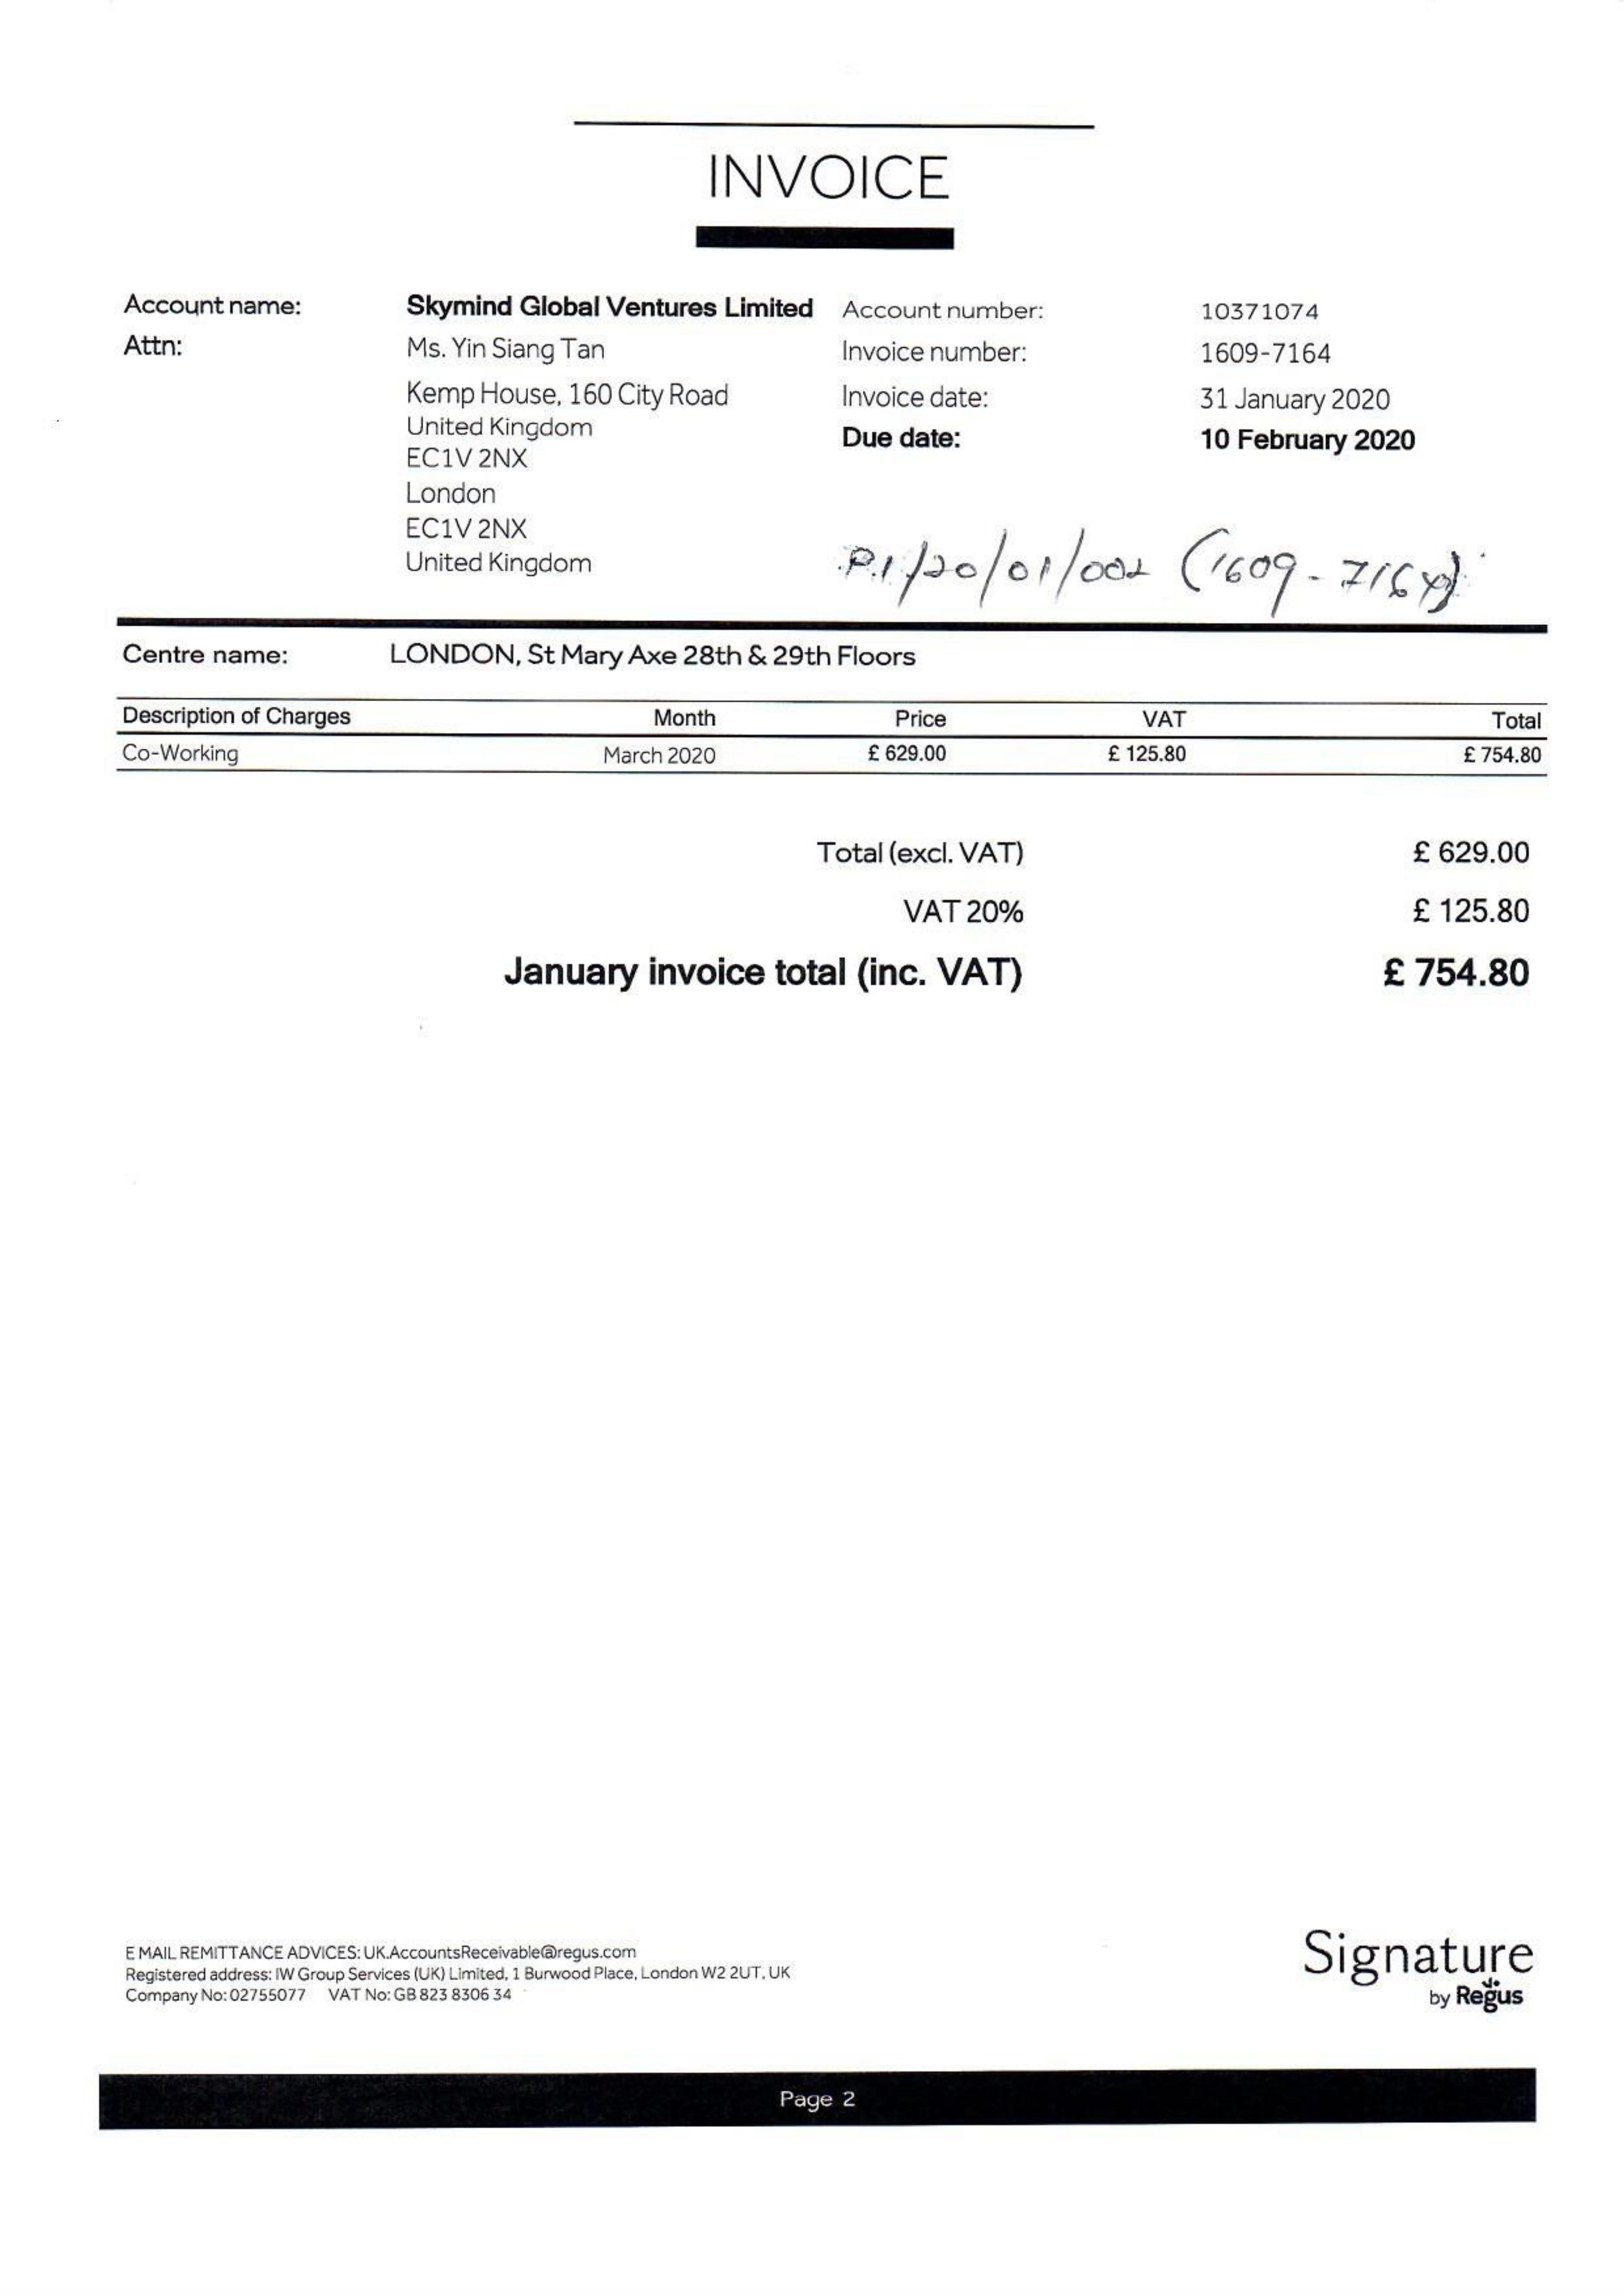 INVOICE
Account name: Skymind Global Ventures Limited Account number: 10371074
Attn: Ms. Yin Siang Tan Invoice number: 1609-7164
Kemp House, 160 City Road Invoice date: 31 January 2020
United Kingdom Due date: 10 February 2020
EC1V 2NX
London
EC1V 2NX
United Kingdom
P.1/20/01/002 (1609-7164)
Centre name: LONDON, St Mary Axe 28th & 29th Floors
Description of Charges Month Price VAT Total
Co-Working March 2020 £ 629.00 £ 125.80 £ 754.80
Total (excl. VAT) £ 629.00
VAT 20% £ 125.80
January invoice total (inc. VAT) £ 754.80
E MAIL REMITTANCE ADVICES: UK.AccountsReceivable@regus.com
Registered address: IW Group Services (UK) Limited, 1 Burwood Place, London W2 2UT, UK
Company No: 02755077 VAT No: GB 823 8306 34
Signature
by Regus
Page 2